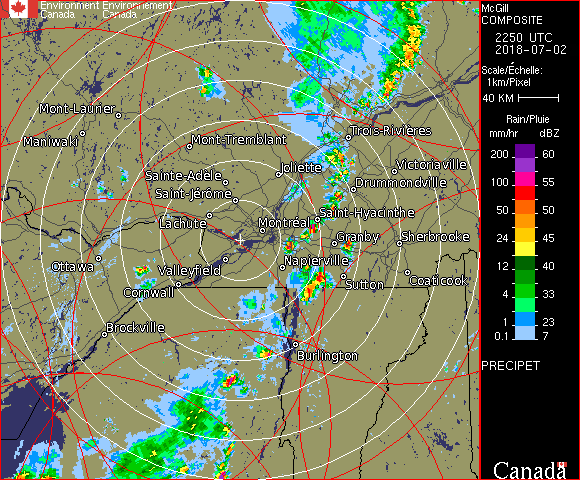 Environment Environnement
Canada Canada
McGill
COMPOSITE
2250 UTC
2018-07-02
Scale/Échelle:
1km/Pixel
40 KM
Rain/Pluie
mm/hr dBZ
200 60
150 57
100 55
50 50
24 45
12 40
4 33
1 23
0.1 7
PRECIPET
Canada
Mont-Laurier
Maniwaki
Mont-Tremblant
Trois-Rivières
Joliette
Victoriaville
Sainte-Adèle
Drummondville
Saint-Jérôme
Saint-Hyacinthe
Lachute
Montréal
Granby
Sherbrooke
Ottawa
Valleyfield
Napierville
Cornwall
Sutton
Coaticook
Brockville
Burlington